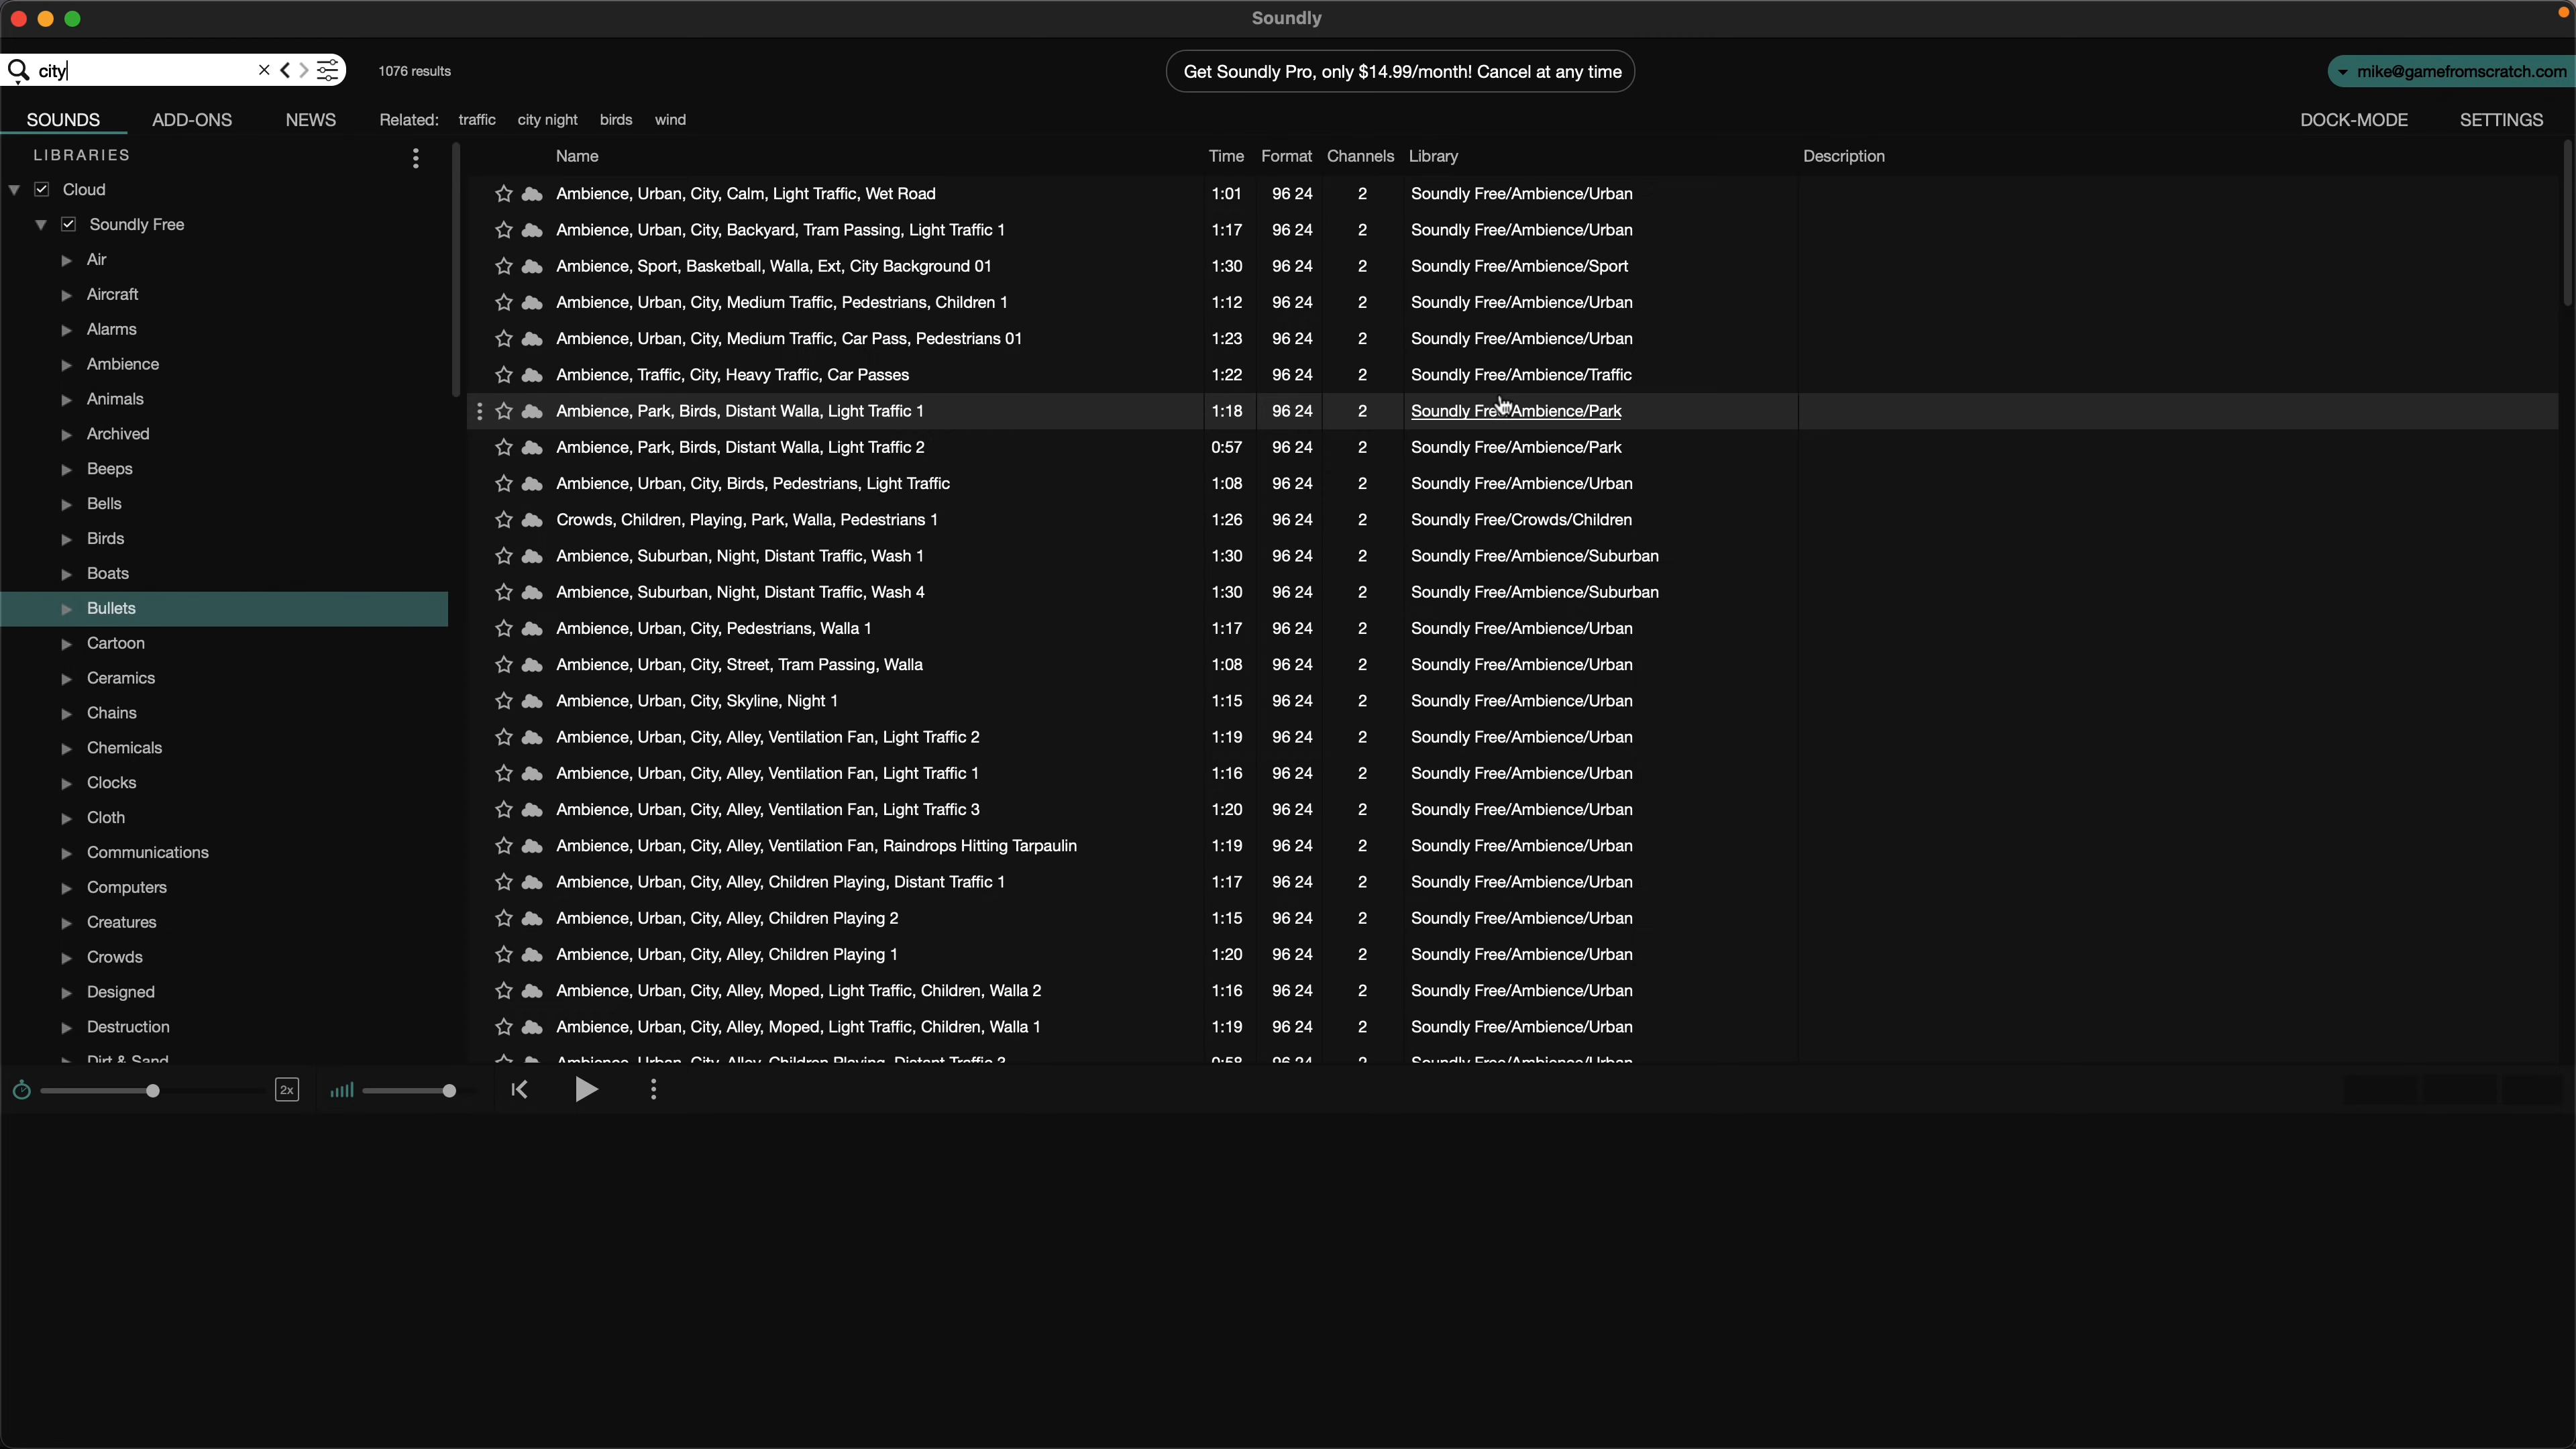 Soundly
city
1076 results
Get Soundly Pro, only $14.99/month! Cancel at any time
mike@gamefromscratch.com
SOUNDS ADD-ONS NEWS Related: traffic city night birds wind DOCK-MODE SETTINGS
LIBRARIES
Cloud
Soundly Free
Air
Aircraft
Alarms
Ambience
Animals
Archived
Beeps
Bells
Birds
Boats
Bullets
Cartoon
Ceramics
Chains
Chemicals
Clocks
Cloth
Communications
Computers
Creatures
Crowds
Designed
Destruction
Dirt & Sand
Name Time Format Channels Library Description
Ambience, Urban, City, Calm, Light Traffic, Wet Road 1:01 96 24 2 Soundly Free/Ambience/Urban
Ambience, Urban, City, Backyard, Tram Passing, Light Traffic 1 1:17 96 24 2 Soundly Free/Ambience/Urban
Ambience, Sport, Basketball, Walla, Ext, City Background 01 1:30 96 24 2 Soundly Free/Ambience/Sport
Ambience, Urban, City, Medium Traffic, Pedestrians, Children 1 1:12 96 24 2 Soundly Free/Ambience/Urban
Ambience, Urban, City, Medium Traffic, Car Pass, Pedestrians 01 1:23 96 24 2 Soundly Free/Ambience/Urban
Ambience, Traffic, City, Heavy Traffic, Car Passes 1:22 96 24 2 Soundly Free/Ambience/Traffic
Ambience, Park, Birds, Distant Walla, Light Traffic 1 1:18 96 24 2 Soundly Free/Ambience/Park
Ambience, Park, Birds, Distant Walla, Light Traffic 2 0:57 96 24 2 Soundly Free/Ambience/Park
Ambience, Urban, City, Birds, Pedestrians, Light Traffic 1:08 96 24 2 Soundly Free/Ambience/Urban
Crowds, Children, Playing, Park, Walla, Pedestrians 1 1:26 96 24 2 Soundly Free/Crowds/Children
Ambience, Suburban, Night, Distant Traffic, Wash 1 1:30 96 24 2 Soundly Free/Ambience/Suburban
Ambience, Suburban, Night, Distant Traffic, Wash 4 1:30 96 24 2 Soundly Free/Ambience/Suburban
Ambience, Urban, City, Pedestrians, Walla 1 1:17 96 24 2 Soundly Free/Ambience/Urban
Ambience, Urban, City, Street, Tram Passing, Walla 1:08 96 24 2 Soundly Free/Ambience/Urban
Ambience, Urban, City, Skyline, Night 1 1:15 96 24 2 Soundly Free/Ambience/Urban
Ambience, Urban, City, Alley, Ventilation Fan, Light Traffic 2 1:19 96 24 2 Soundly Free/Ambience/Urban
Ambience, Urban, City, Alley, Ventilation Fan, Light Traffic 1 1:16 96 24 2 Soundly Free/Ambience/Urban
Ambience, Urban, City, Alley, Ventilation Fan, Light Traffic 3 1:20 96 24 2 Soundly Free/Ambience/Urban
Ambience, Urban, City, Alley, Ventilation Fan, Raindrops Hitting Tarpaulin 1:19 96 24 2 Soundly Free/Ambience/Urban
Ambience, Urban, City, Alley, Children Playing, Distant Traffic 1 1:17 96 24 2 Soundly Free/Ambience/Urban
Ambience, Urban, City, Alley, Children Playing 2 1:15 96 24 2 Soundly Free/Ambience/Urban
Ambience, Urban, City, Alley, Children Playing 1 1:20 96 24 2 Soundly Free/Ambience/Urban
Ambience, Urban, City, Alley, Moped, Light Traffic, Children, Walla 2 1:16 96 24 2 Soundly Free/Ambience/Urban
Ambience, Urban, City, Alley, Moped, Light Traffic, Children, Walla 1 1:19 96 24 2 Soundly Free/Ambience/Urban
Ambience, Urban, City, Alley, Children Playing, Distant Traffic 0:58 96 24 2 Soundly Free/Ambience/Urban
2x